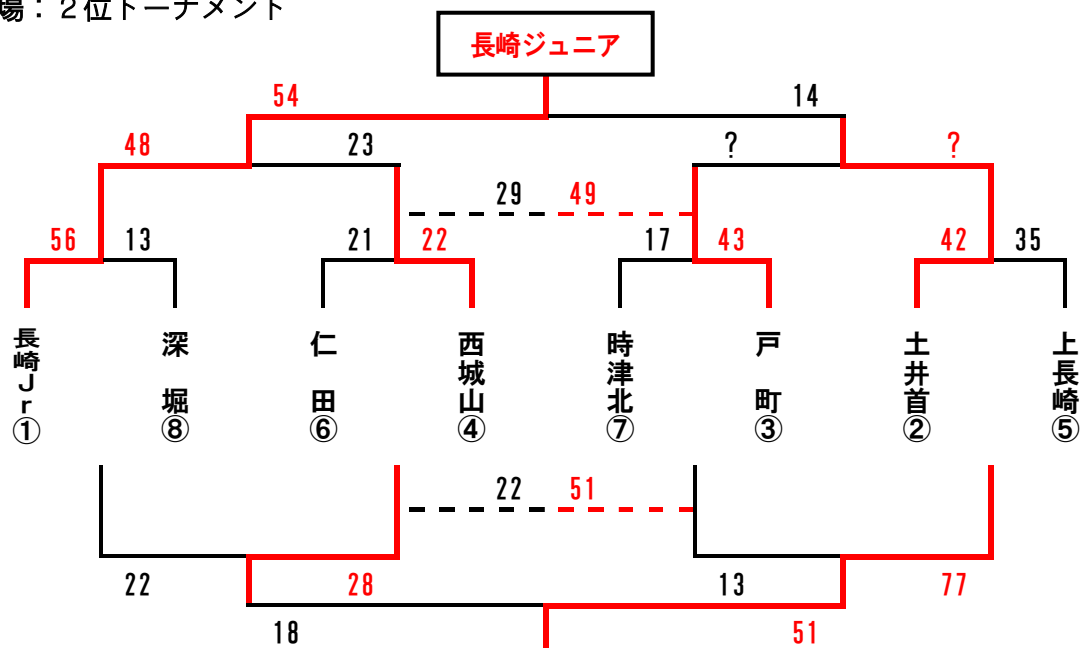 場：２位トーナメント
長崎ジュニア
54 14
48 23 ? ?
29 49
56 13 21 22 17 43 42 35
長崎Ｊｒ①
深堀⑧
仁田⑥
西城山④
時津北⑦
戸町③
土井首②
上長崎⑤
22 51
22 28 13 77
18 51